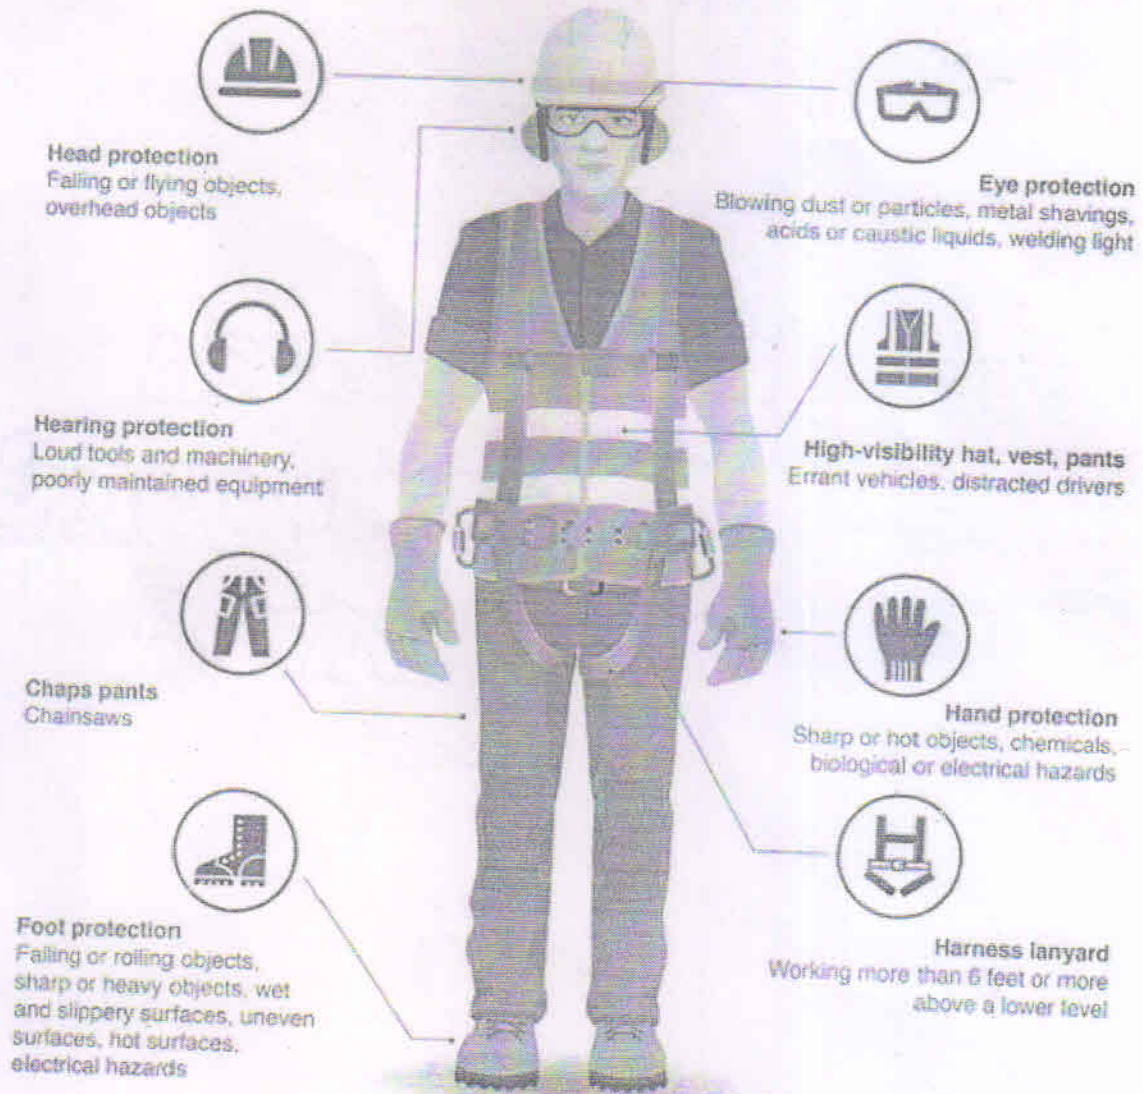 Head protection
Falling or flying objects,
overhead objects
Eye protection
Blowing dust or particles, metal shavings,
acids or caustic liquids, welding light
Hearing protection
Loud tools and machinery,
poorly maintained equipment
High-visibility hat, vest, pants
Errant vehicles, distracted drivers
Chaps pants
Chainsaws
Hand protection
Sharp or hot objects, chemicals,
biological or electrical hazards
Foot protection
Falling or rolling objects,
sharp or heavy objects, wet
and slippery surfaces, uneven
surfaces, hot surfaces,
electrical hazards
Harness lanyard
Working more than 6 feet or more
above a lower level